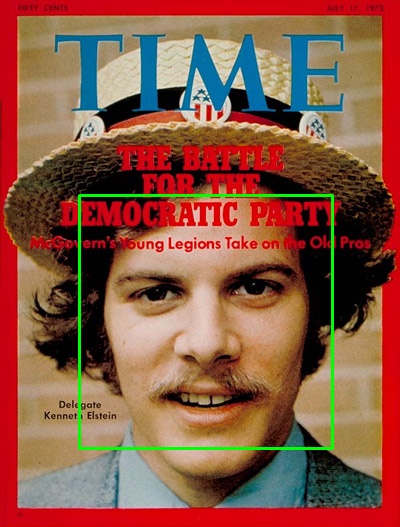 FIFTY CENTS
JULY 17, 1972
TIME
THE BATTLE
FOR THE
DEMOCRATIC PARTY
McGovern's Young Legions Take on the Old Pros
Delegate
Kenneth Elstein